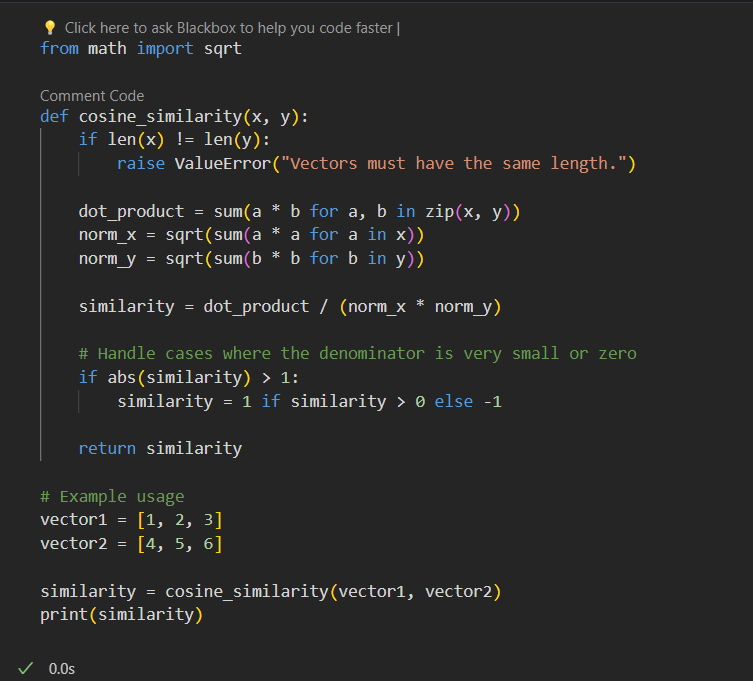 💡 Click here to ask Blackbox to help you code faster |
from math import sqrt
Comment Code
def cosine_similarity(x, y):
    if len(x) != len(y):
        raise ValueError("Vectors must have the same length.")
    dot_product = sum(a * b for a, b in zip(x, y))
    norm_x = sqrt(sum(a * a for a in x))
    norm_y = sqrt(sum(b * b for b in y))
    similarity = dot_product / (norm_x * norm_y)
    # Handle cases where the denominator is very small or zero
    if abs(similarity) > 1:
        similarity = 1 if similarity > 0 else -1
    return similarity
# Example usage
vector1 = [1, 2, 3]
vector2 = [4, 5, 6]
similarity = cosine_similarity(vector1, vector2)
print(similarity)
✓ 0.0s